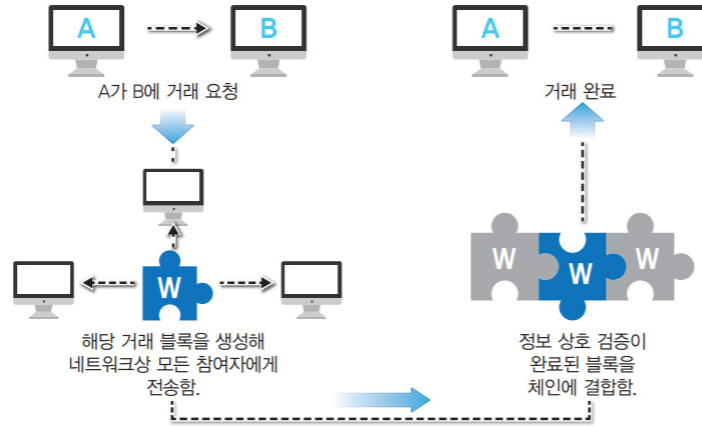 A
B
A가 B에 거래 요청
W
해당 거래 블록을 생성해
네트워크상 모든 참여자에게
전송함.
W
W
W
정보 상호 검증이
완료된 블록을
체인에 결합함.
A
B
거래 완료